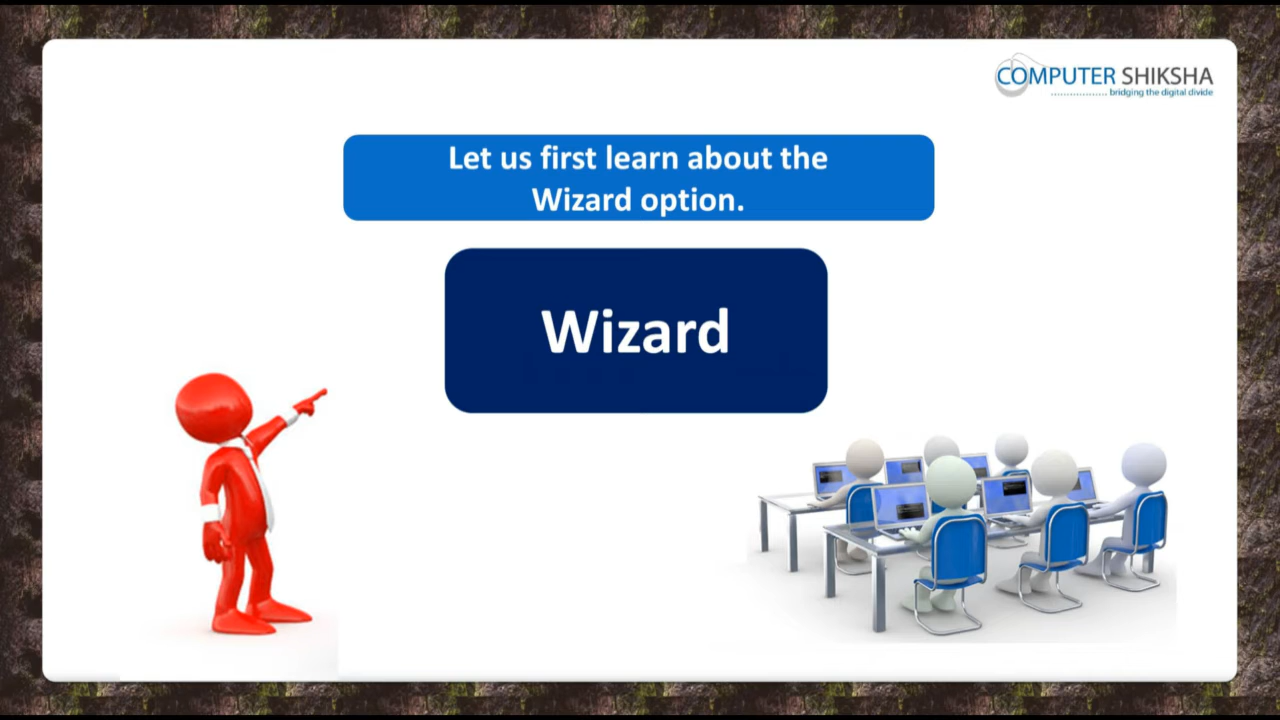 COMPUTER SHIKSHA
bridging the digital divide
Let us first learn about the
Wizard option.
Wizard